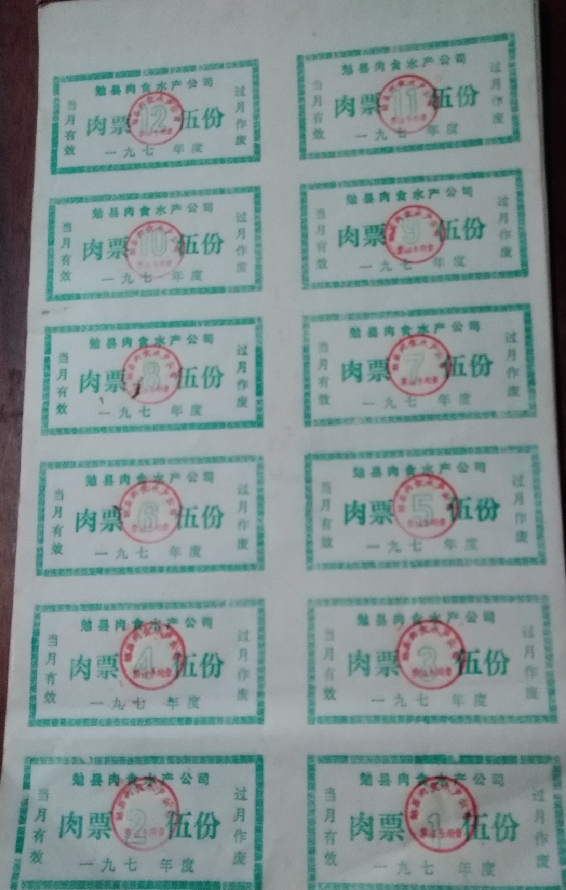 勉县肉食水产公司
当月有效
肉票 12 伍份
过月作废
一九七 年度
勉县肉食水产公司
肉票 11 伍份
当月有效
过月作废
一九七 年度
勉县肉食水产公司
当月有效
肉票 10 伍份
过月作废
一九七 年度
勉县肉食水产公司
当月有效
肉票 9 伍份
过月作废
一九七 年度
勉县肉食水产公司
当月有效
肉票 8 伍份
过月作废
一九七 年度
勉县肉食水产公司
当月有效
肉票 7 伍份
过月作废
一九七 年度
勉县肉食水产公司
当月有效
肉票 6 伍份
过月作废
一九七 年度
勉县肉食水产公司
当月有效
肉票 5 伍份
过月作废
一九七 年度
勉县肉食水产公司
当月有效
肉票 4 伍份
过月作废
一九七 年度
勉县肉食水产公司
当月有效
肉票 3 伍份
过月作废
一九七 年度
勉县肉食水产公司
当月有效
肉票 2 伍份
过月作废
一九七 年度
勉县肉食水产公司
当月有效
肉票 1 伍份
过月作废
一九七 年度